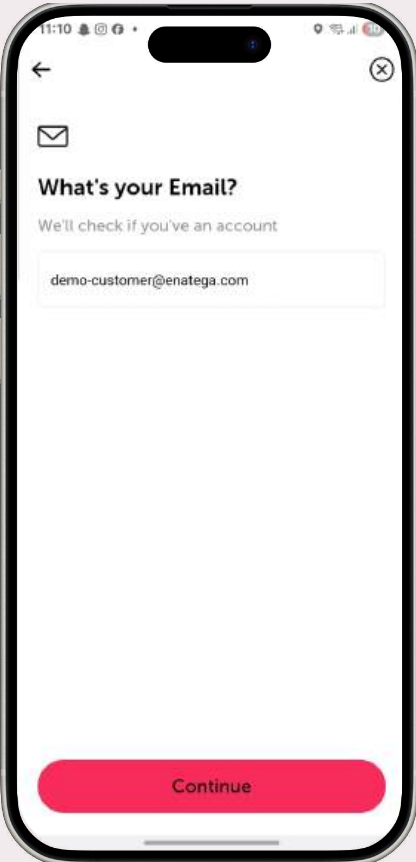 11:10
What's your Email?
We'll check if you've an account
demo-customer@enatega.com
Continue